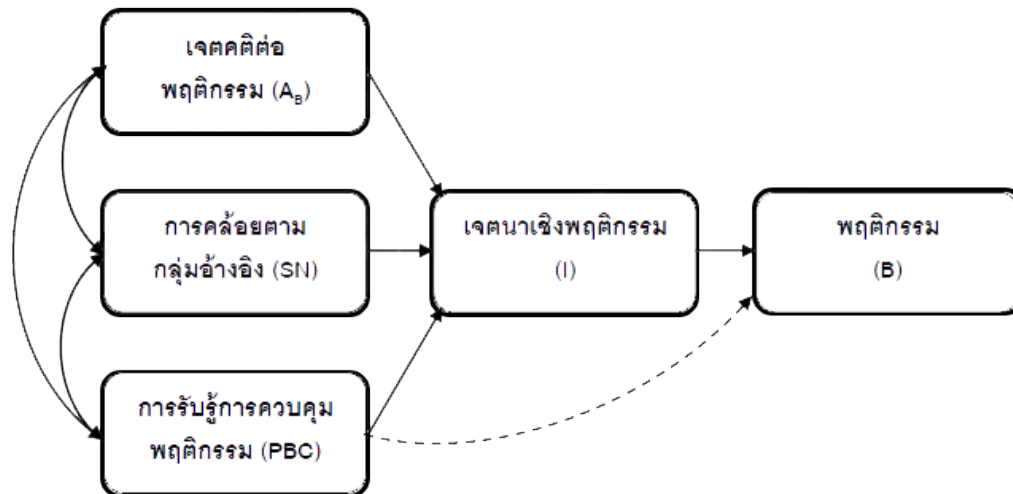 เจตคติต่อ
พฤติกรรม (A_B)
การคล้อยตาม
กลุ่มอ้างอิง (SN)
เจตนาเชิงพฤติกรรม
(I)
พฤติกรรม
(B)
การรับรู้การควบคุม
พฤติกรรม (PBC)